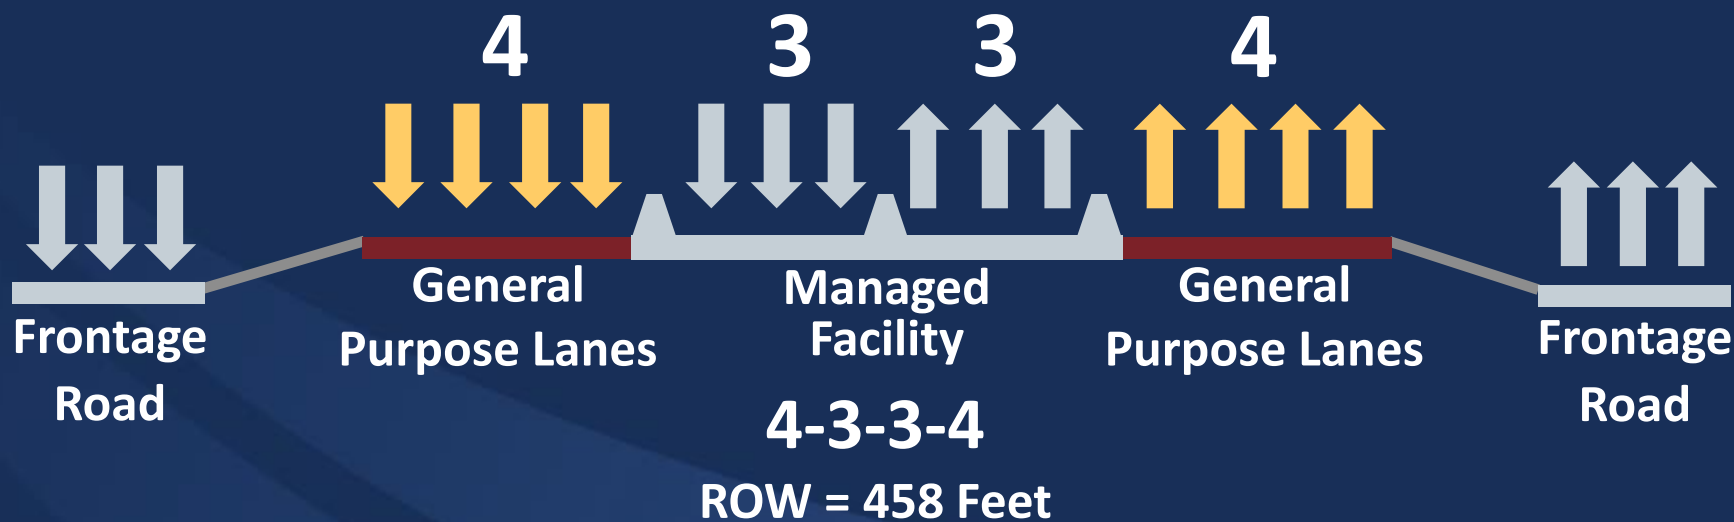 4 3 3 4
General
Purpose Lanes
Managed
Facility
General
Purpose Lanes
Frontage
Road
Frontage
Road
4-3-3-4
ROW = 458 Feet